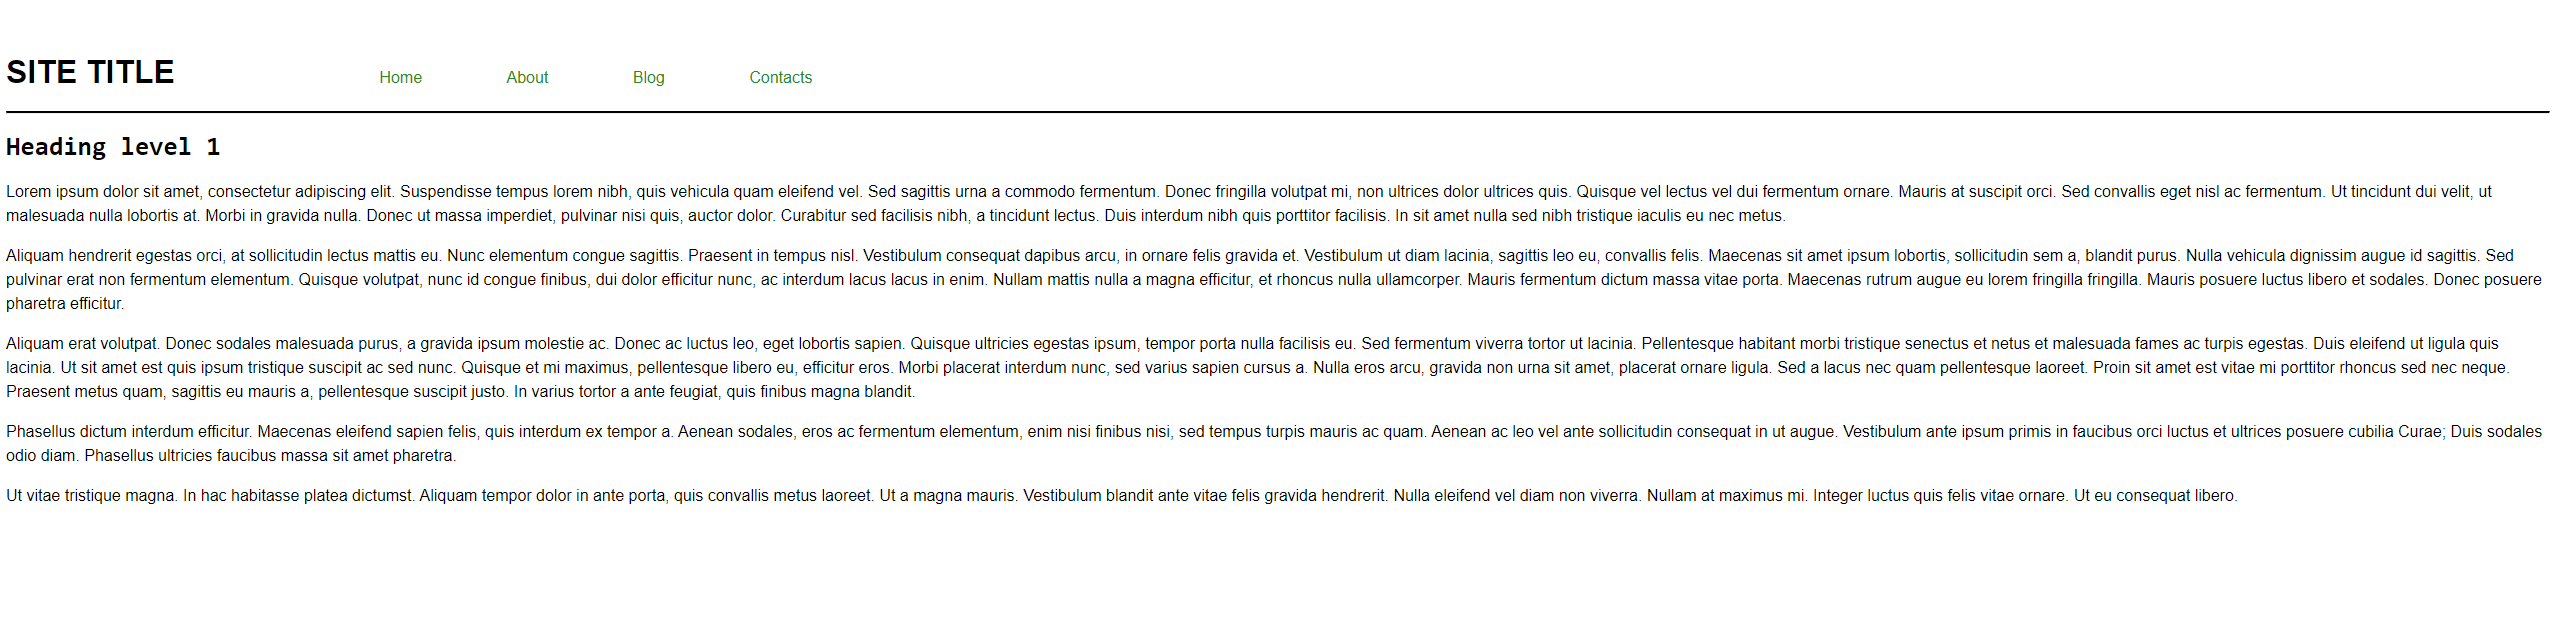 SITE TITLE
Home About Blog Contacts
Heading level 1
Lorem ipsum dolor sit amet, consectetur adipiscing elit. Suspendisse tempus lorem nibh, quis vehicula quam eleifend vel. Sed sagittis urna a commodo fermentum. Donec fringilla volutpat mi, non ultrices dolor ultrices quis. Quisque vel lectus vel dui fermentum ornare. Mauris at suscipit orci. Sed convallis eget nisl ac fermentum. Ut tincidunt dui velit, ut
malesuada nulla lobortis at. Morbi in gravida nulla. Donec ut massa imperdiet, pulvinar nisi quis, auctor dolor. Curabitur sed facilisis nibh, a tincidunt lectus. Duis interdum nibh quis porttitor facilisis. In sit amet nulla sed nibh tristique iaculis eu nec metus.
Aliquam hendrerit egestas orci, at sollicitudin lectus mattis eu. Nunc elementum congue sagittis. Praesent in tempus nisl. Vestibulum consequat dapibus arcu, in ornare felis gravida et. Vestibulum ut diam lacinia, sagittis leo eu, convallis felis. Maecenas sit amet ipsum lobortis, sollicitudin sem a, blandit purus. Nulla vehicula dignissim augue id sagittis. Sed
pulvinar erat non fermentum elementum. Quisque volutpat, nunc id congue finibus, dui dolor efficitur nunc, ac interdum lacus lacus in enim. Nullam mattis nulla a magna efficitur, et rhoncus nulla ullamcorper. Mauris fermentum dictum massa vitae porta. Maecenas rutrum augue eu lorem fringilla fringilla. Mauris posuere luctus libero et sodales. Donec posuere
pharetra efficitur.
Aliquam erat volutpat. Donec sodales malesuada purus, a gravida ipsum molestie ac. Donec ac luctus leo, eget lobortis sapien. Quisque ultricies egestas ipsum, tempor porta nulla facilisis eu. Sed fermentum viverra tortor ut lacinia. Pellentesque habitant morbi tristique senectus et netus et malesuada fames ac turpis egestas. Duis eleifend ut ligula quis
lacinia. Ut sit amet est quis ipsum tristique suscipit ac sed nunc. Quisque et mi maximus, pellentesque libero eu, efficitur eros. Morbi placerat interdum nunc, sed varius sapien cursus a. Nulla eros arcu, gravida non urna sit amet, placerat ornare ligula. Sed a lacus nec quam pellentesque laoreet. Proin sit amet est vitae mi porttitor rhoncus sed nec neque.
Praesent metus quam, sagittis eu mauris a, pellentesque suscipit justo. In varius tortor a ante feugiat, quis finibus magna blandit.
Phasellus dictum interdum efficitur. Maecenas eleifend sapien felis, quis interdum ex tempor a. Aenean sodales, eros ac fermentum elementum, enim nisi finibus nisi, sed tempus turpis mauris ac quam. Aenean ac leo vel ante sollicitudin consequat in ut augue. Vestibulum ante ipsum primis in faucibus orci luctus et ultrices posuere cubilia Curae; Duis sodales
odio diam. Phasellus ultricies faucibus massa sit amet pharetra.
Ut vitae tristique magna. In hac habitasse platea dictumst. Aliquam tempor dolor in ante porta, quis convallis metus laoreet. Ut a magna mauris. Vestibulum blandit ante vitae felis gravida hendrerit. Nulla eleifend vel diam non viverra. Nullam at maximus mi. Integer luctus quis felis vitae ornare. Ut eu consequat libero.